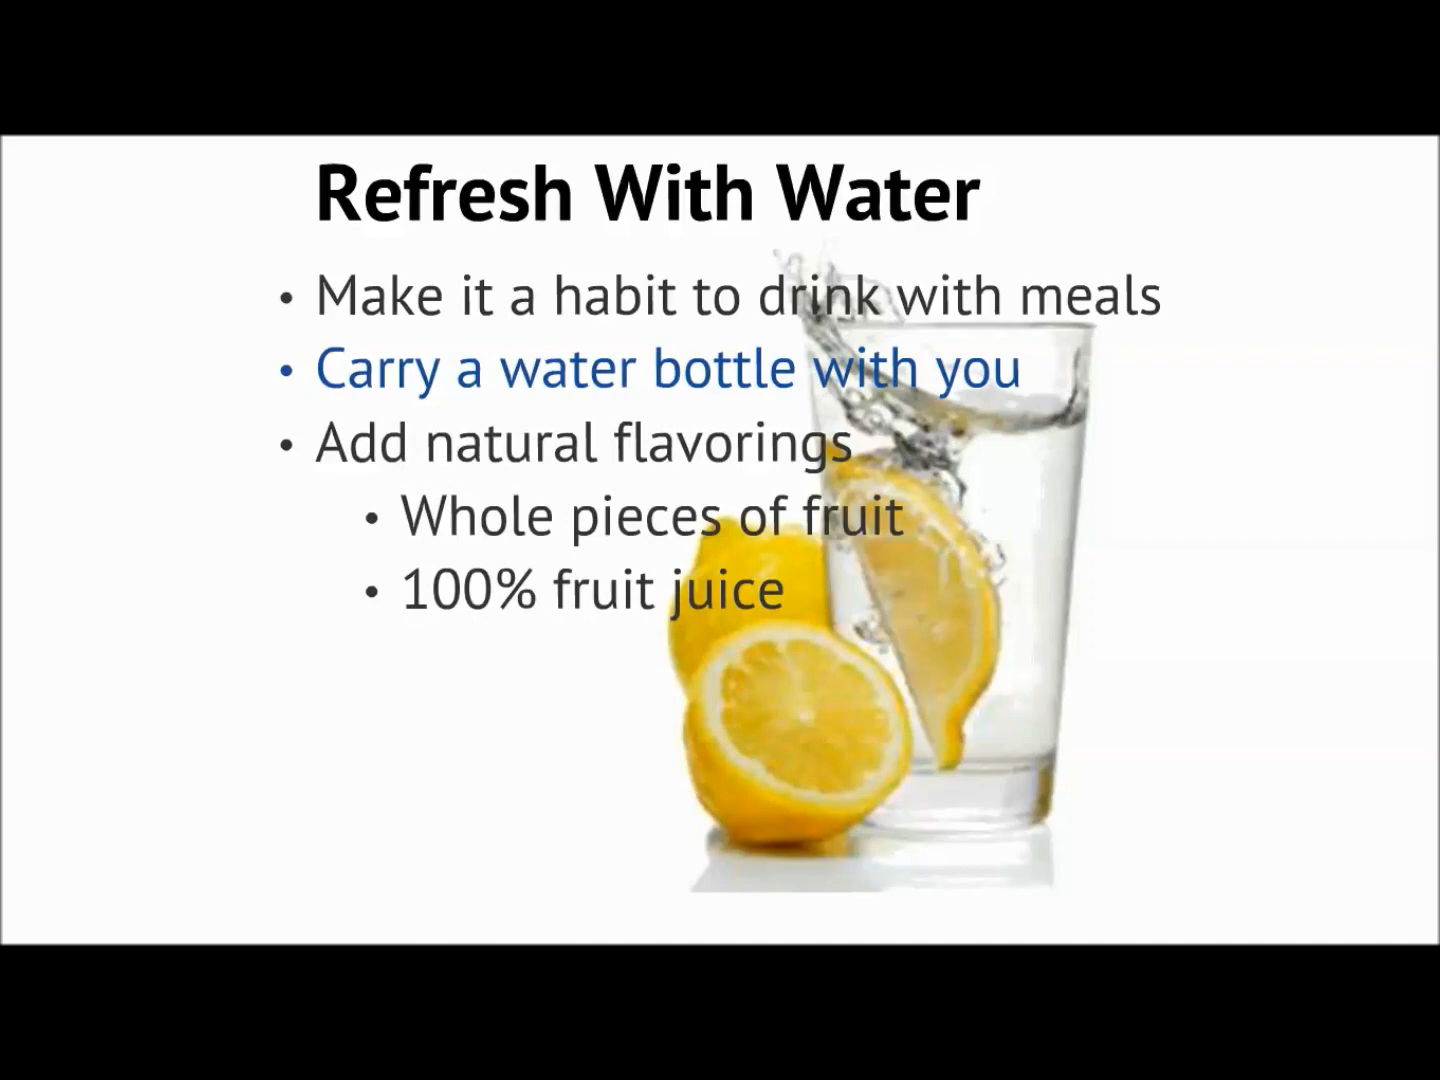 Refresh With Water
• Make it a habit to drink with meals
• Carry a water bottle with you
• Add natural flavorings
• Whole pieces of fruit
• 100% fruit juice